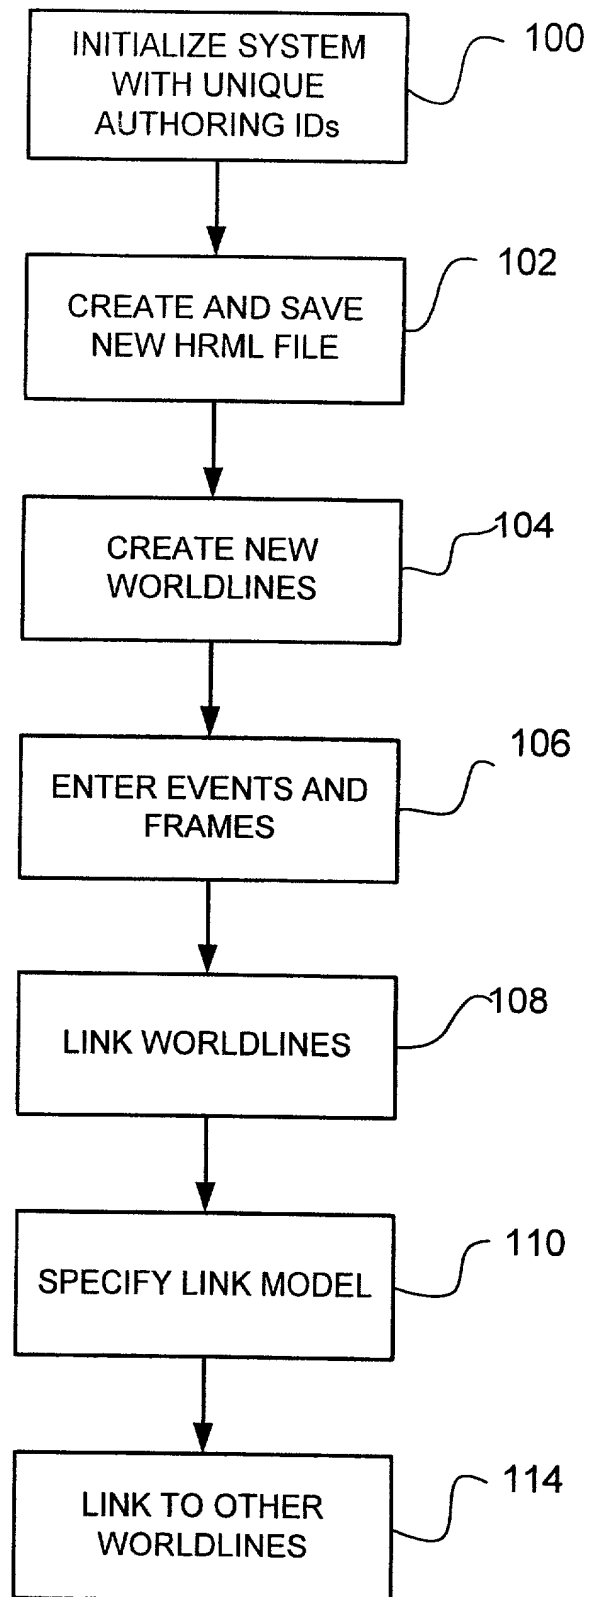 INITIALIZE SYSTEM
WITH UNIQUE
AUTHORING IDs
100
CREATE AND SAVE
NEW HRML FILE
102
CREATE NEW
WORLDLINES
104
ENTER EVENTS AND
FRAMES
106
LINK WORLDLINES
108
SPECIFY LINK MODEL
110
LINK TO OTHER
WORLDLINES
114